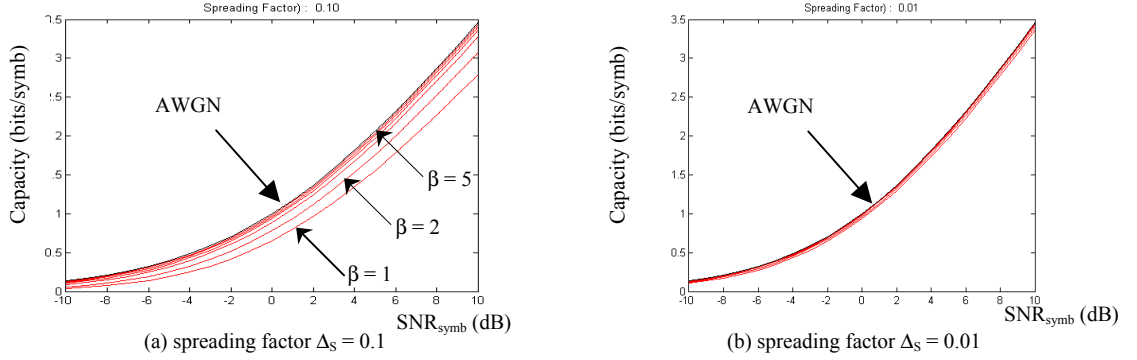 Spreading Factor) : 0.10
Capacity (bits/symb)
.5
3
.5
2
.5
1
0.5
0
-10 -8 -6 -4 -2 0 2 4 6 8 10
AWGN
β = 5
β = 2
β = 1
SNRsymb (dB)
(a) spreading factor ΔS = 0.1
Spreading Factor) : 0.01
Capacity (bits/symb)
3.5
3
2.5
2
1.5
1
0.5
0
-10 -8 -6 -4 -2 0 2 4 6 8 10
AWGN
SNRsymb (dB)
(b) spreading factor ΔS = 0.01